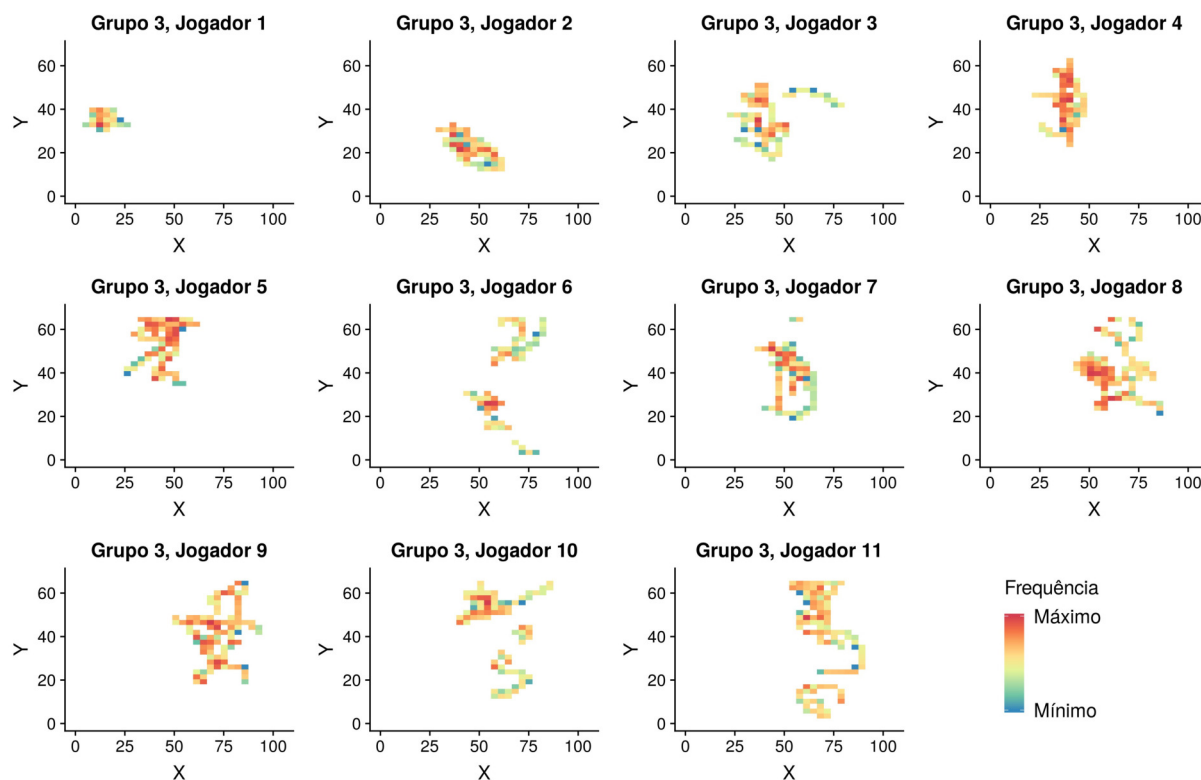 Grupo 3, Jogador 1
Y
60
40
20
0
0 25 50 75 100
X
Grupo 3, Jogador 2
Y
60
40
20
0
0 25 50 75 100
X
Grupo 3, Jogador 3
Y
60
40
20
0
0 25 50 75 100
X
Grupo 3, Jogador 4
Y
60
40
20
0
0 25 50 75 100
X
Grupo 3, Jogador 5
Y
60
40
20
0
0 25 50 75 100
X
Grupo 3, Jogador 6
Y
60
40
20
0
0 25 50 75 100
X
Grupo 3, Jogador 7
Y
60
40
20
0
0 25 50 75 100
X
Grupo 3, Jogador 8
Y
60
40
20
0
0 25 50 75 100
X
Grupo 3, Jogador 9
Y
60
40
20
0
0 25 50 75 100
X
Grupo 3, Jogador 10
Y
60
40
20
0
0 25 50 75 100
X
Grupo 3, Jogador 11
Y
60
40
20
0
0 25 50 75 100
X
Frequência
Máximo
Mínimo